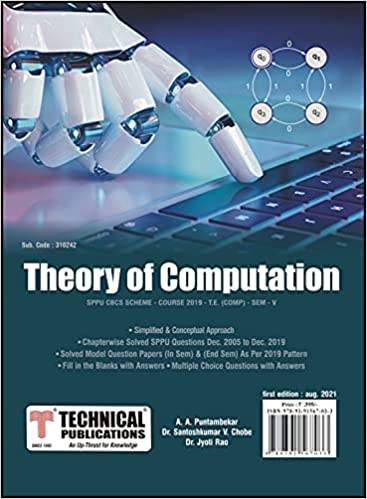 0
q0 q1
0
1 1 1 1
0
q3 q2
0
Sub. Code : 310242
Theory of Computation
SPPU CBCS SCHEME - COURSE 2019 - T.E. (COMP) - SEM - V
• Simplified & Conceptual Approach
• Chapterwise Solved SPPU Questions Dec. 2005 to Dec. 2019
• Solved Model Question Papers (In Sem) & (End Sem) As Per 2019 Pattern
• Fill in the Blanks with Answers • Multiple Choice Questions with Answers
first edition : aug. 2021
TECHNICAL
PUBLICATIONS
An Up-Thrust for Knowledge
A. A. Puntambekar
Dr. Santoshkumar V. Chobe
Dr. Jyoti Rao